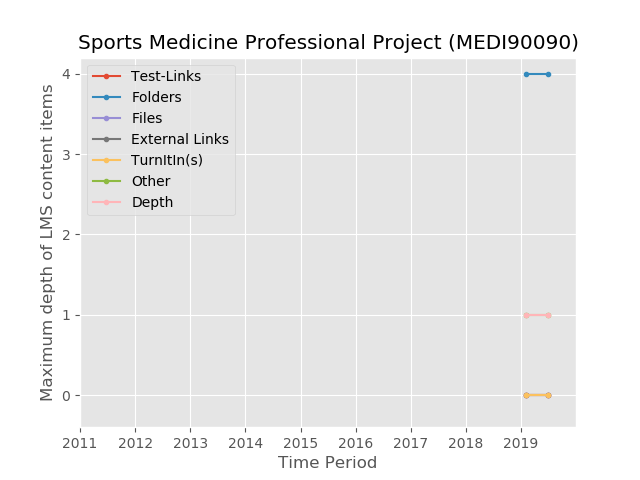 Sports Medicine Professional Project (MEDI90090)
Maximum depth of LMS content items
4
3
2
1
0
Test-Links
Folders
Files
External Links
TurnItIn(s)
Other
Depth
2011 2012 2013 2014 2015 2016 2017 2018 2019
Time Period